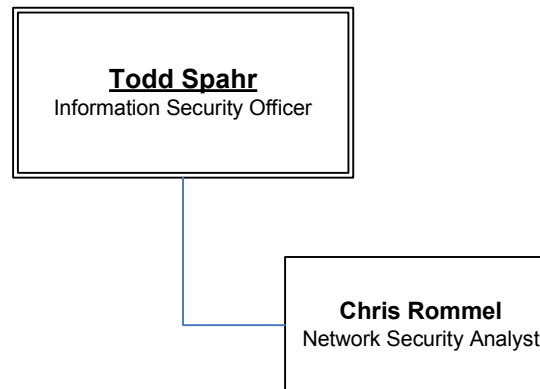 Todd Spahr
Information Security Officer
Chris Rommel
Network Security Analyst